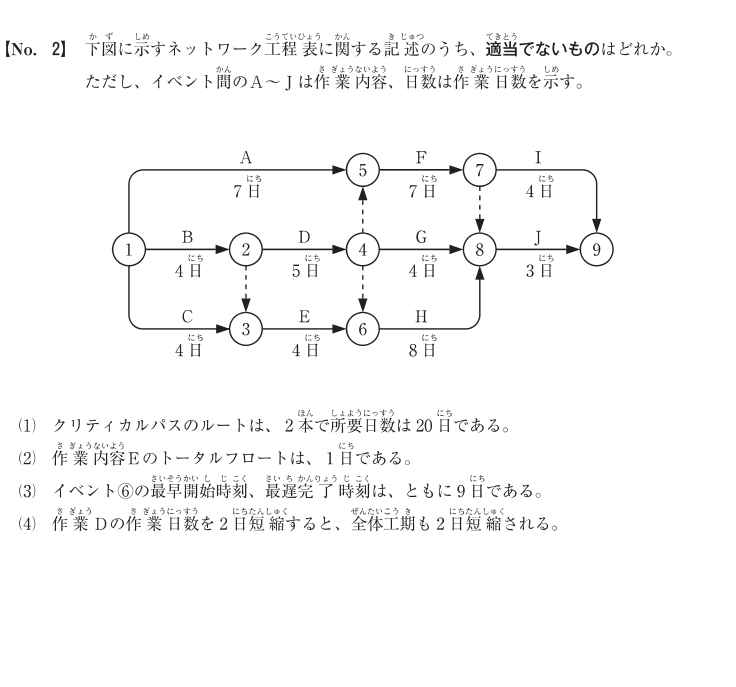 【No. 2】 下図に示すネットワーク工程表に関する記述のうち、適当でないものはどれか。
ただし、イベント間のA～Jは作業内容、日数は作業日数を示す。
A
7日
F
7日
I
4日
5
7
1
B
4日
2
D
5日
4
G
4日
8
J
3日
9
C
4日
3
E
4日
6
H
8日
(1) クリティカルパスのルートは、2本で所要日数は20日である。
(2) 作業内容Eのトータルフロートは、1日である。
(3) イベント⑥の最早開始時刻、最遅完了時刻は、ともに9日である。
(4) 作業Dの作業日数を2日短縮すると、全体工期も2日短縮される。